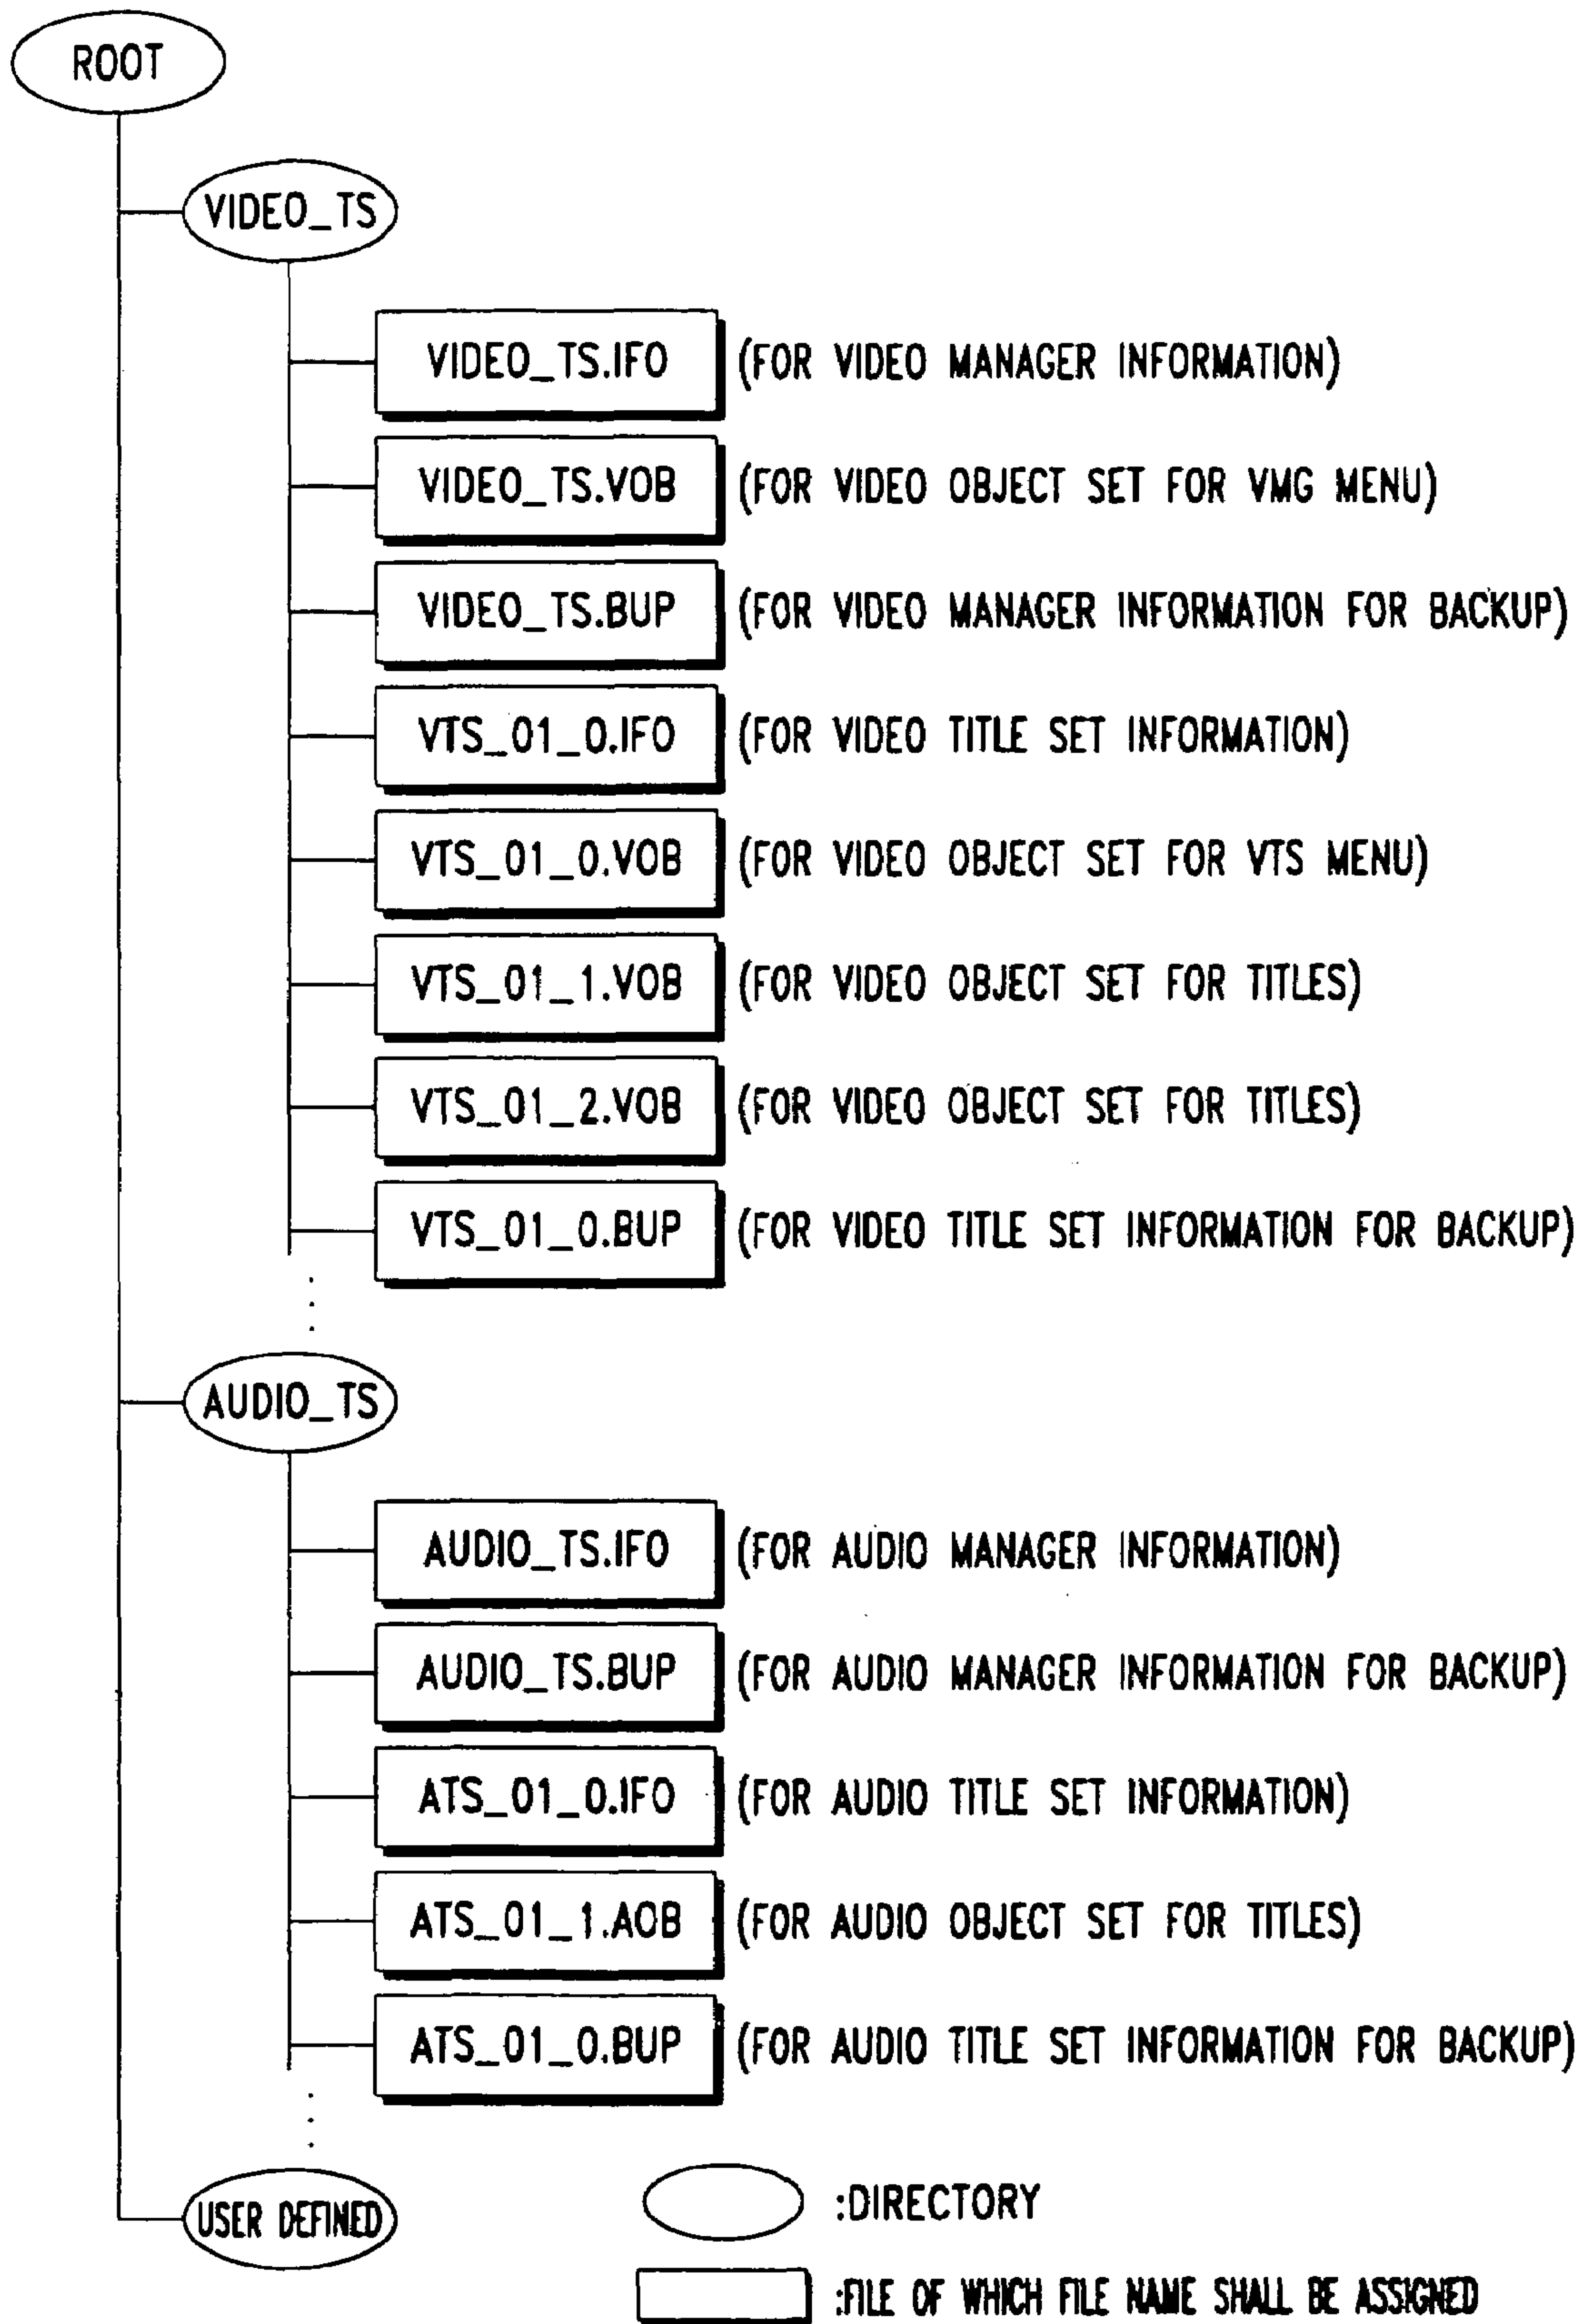 ROOT
VIDEO_TS
VIDEO_TS.IFO (FOR VIDEO MANAGER INFORMATION)
VIDEO_TS.VOB (FOR VIDEO OBJECT SET FOR VMG MENU)
VIDEO_TS.BUP (FOR VIDEO MANAGER INFORMATION FOR BACKUP)
VTS_01_0.IFO (FOR VIDEO TITLE SET INFORMATION)
VTS_01_0.VOB (FOR VIDEO OBJECT SET FOR VTS MENU)
VTS_01_1.VOB (FOR VIDEO OBJECT SET FOR TITLES)
VTS_01_2.VOB (FOR VIDEO OBJECT SET FOR TITLES)
VTS_01_0.BUP (FOR VIDEO TITLE SET INFORMATION FOR BACKUP)
AUDIO_TS
AUDIO_TS.IFO (FOR AUDIO MANAGER INFORMATION)
AUDIO_TS.BUP (FOR AUDIO MANAGER INFORMATION FOR BACKUP)
ATS_01_0.IFO (FOR AUDIO TITLE SET INFORMATION)
ATS_01_1.AOB (FOR AUDIO OBJECT SET FOR TITLES)
ATS_01_0.BUP (FOR AUDIO TITLE SET INFORMATION FOR BACKUP)
USER DEFINED
:DIRECTORY
:FILE OF WHICH FILE NAME SHALL BE ASSIGNED